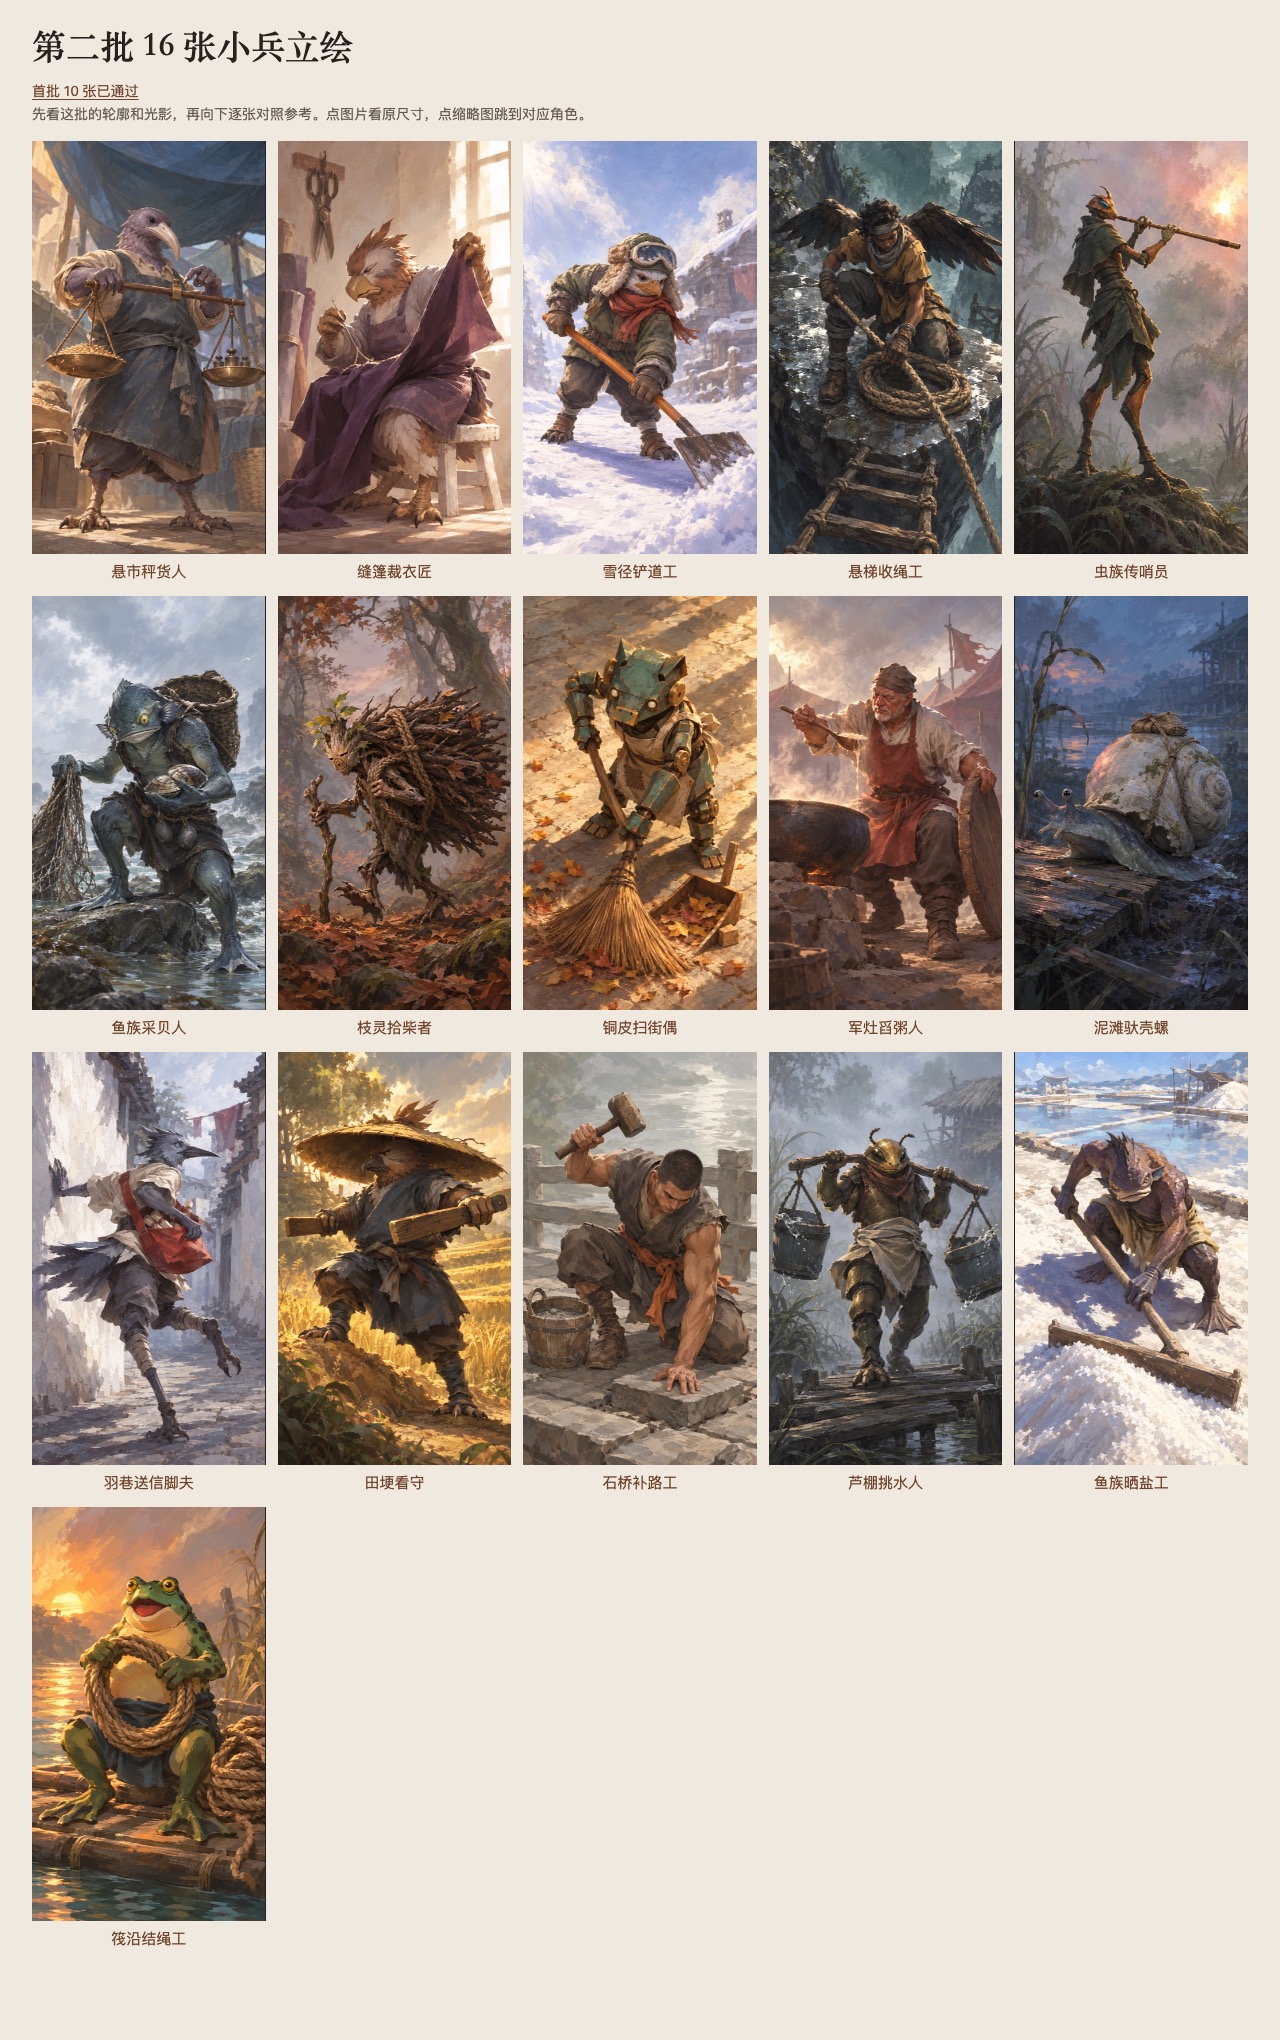 第二批 16 张小兵立绘
首批 10 张已通过
先看这批的轮廓和光影，再向下逐张对照参考。点图片看原尺寸，点缩略图跳到对应角色。
悬市秤货人
缝篷裁衣匠
雪径铲道工
悬梯收绳工
虫族传哨员
鱼族采贝人
枝灵拾柴者
铜皮扫街偶
军灶舀粥人
泥滩驮壳螺
羽巷送信脚夫
田埂看守
石桥补路工
芦棚挑水人
鱼族晒盐工
筏沿结绳工